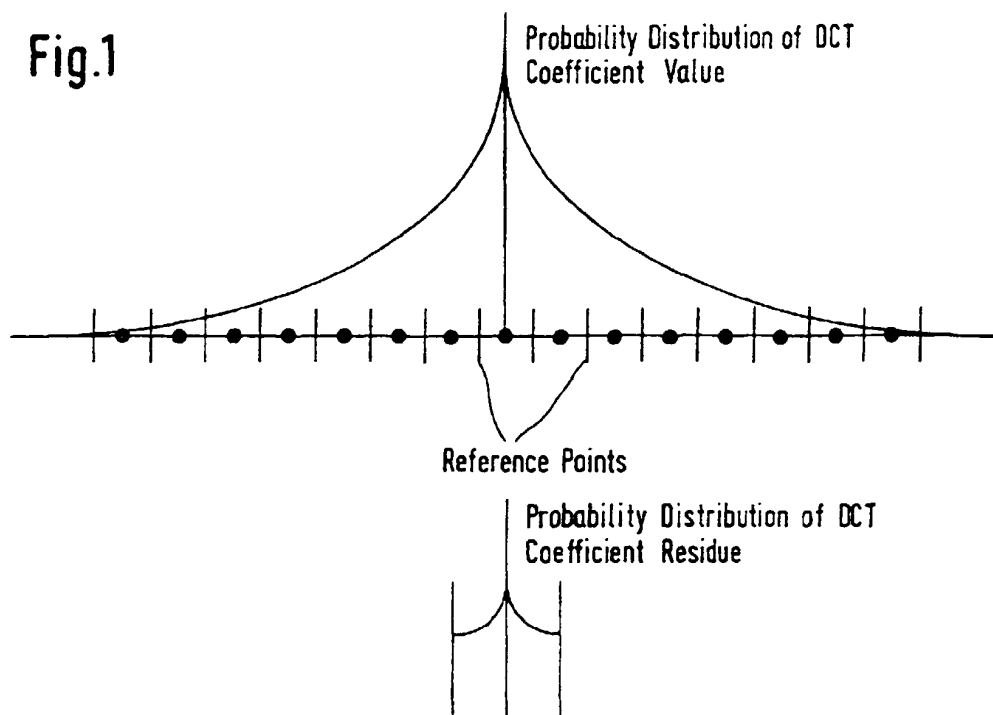 Fig.1
Probability Distribution of DCT
Coefficient Value
Reference Points
Probability Distribution of DCT
Coefficient Residue